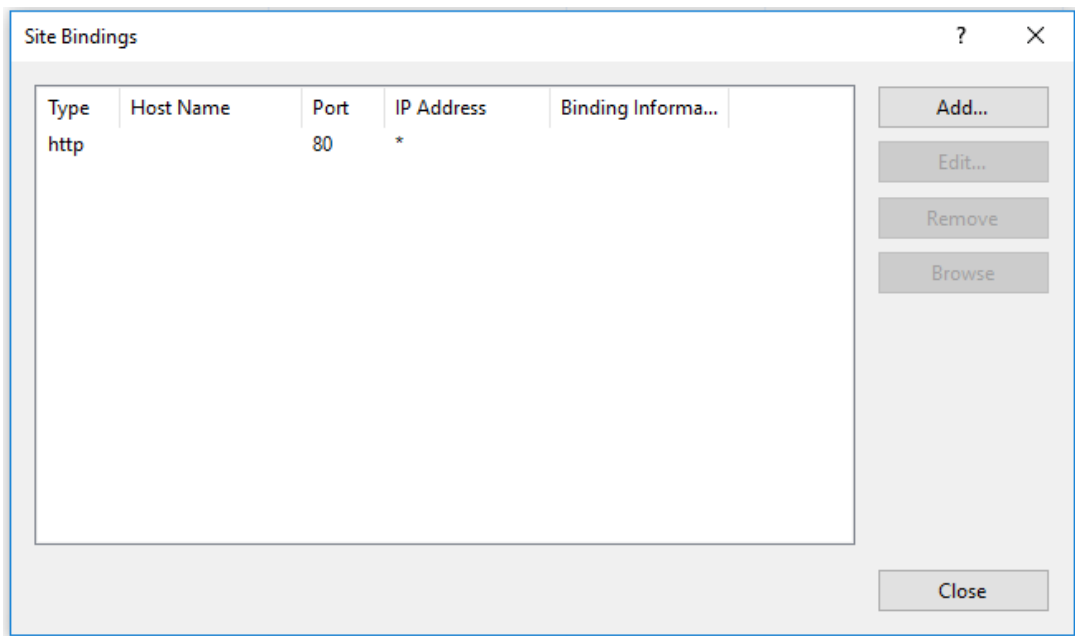 Site Bindings ?
Type Host Name Port IP Address Binding Informa...
http 80 *
Add...
Edit...
Remove
Browse
Close